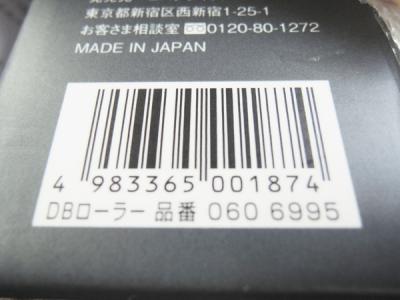 東京都新宿区西新宿1-25-1
お客さま相談室 0120-80-1272
MADE IN JAPAN
4 983365 001874
DBローラー 品番 060 6995